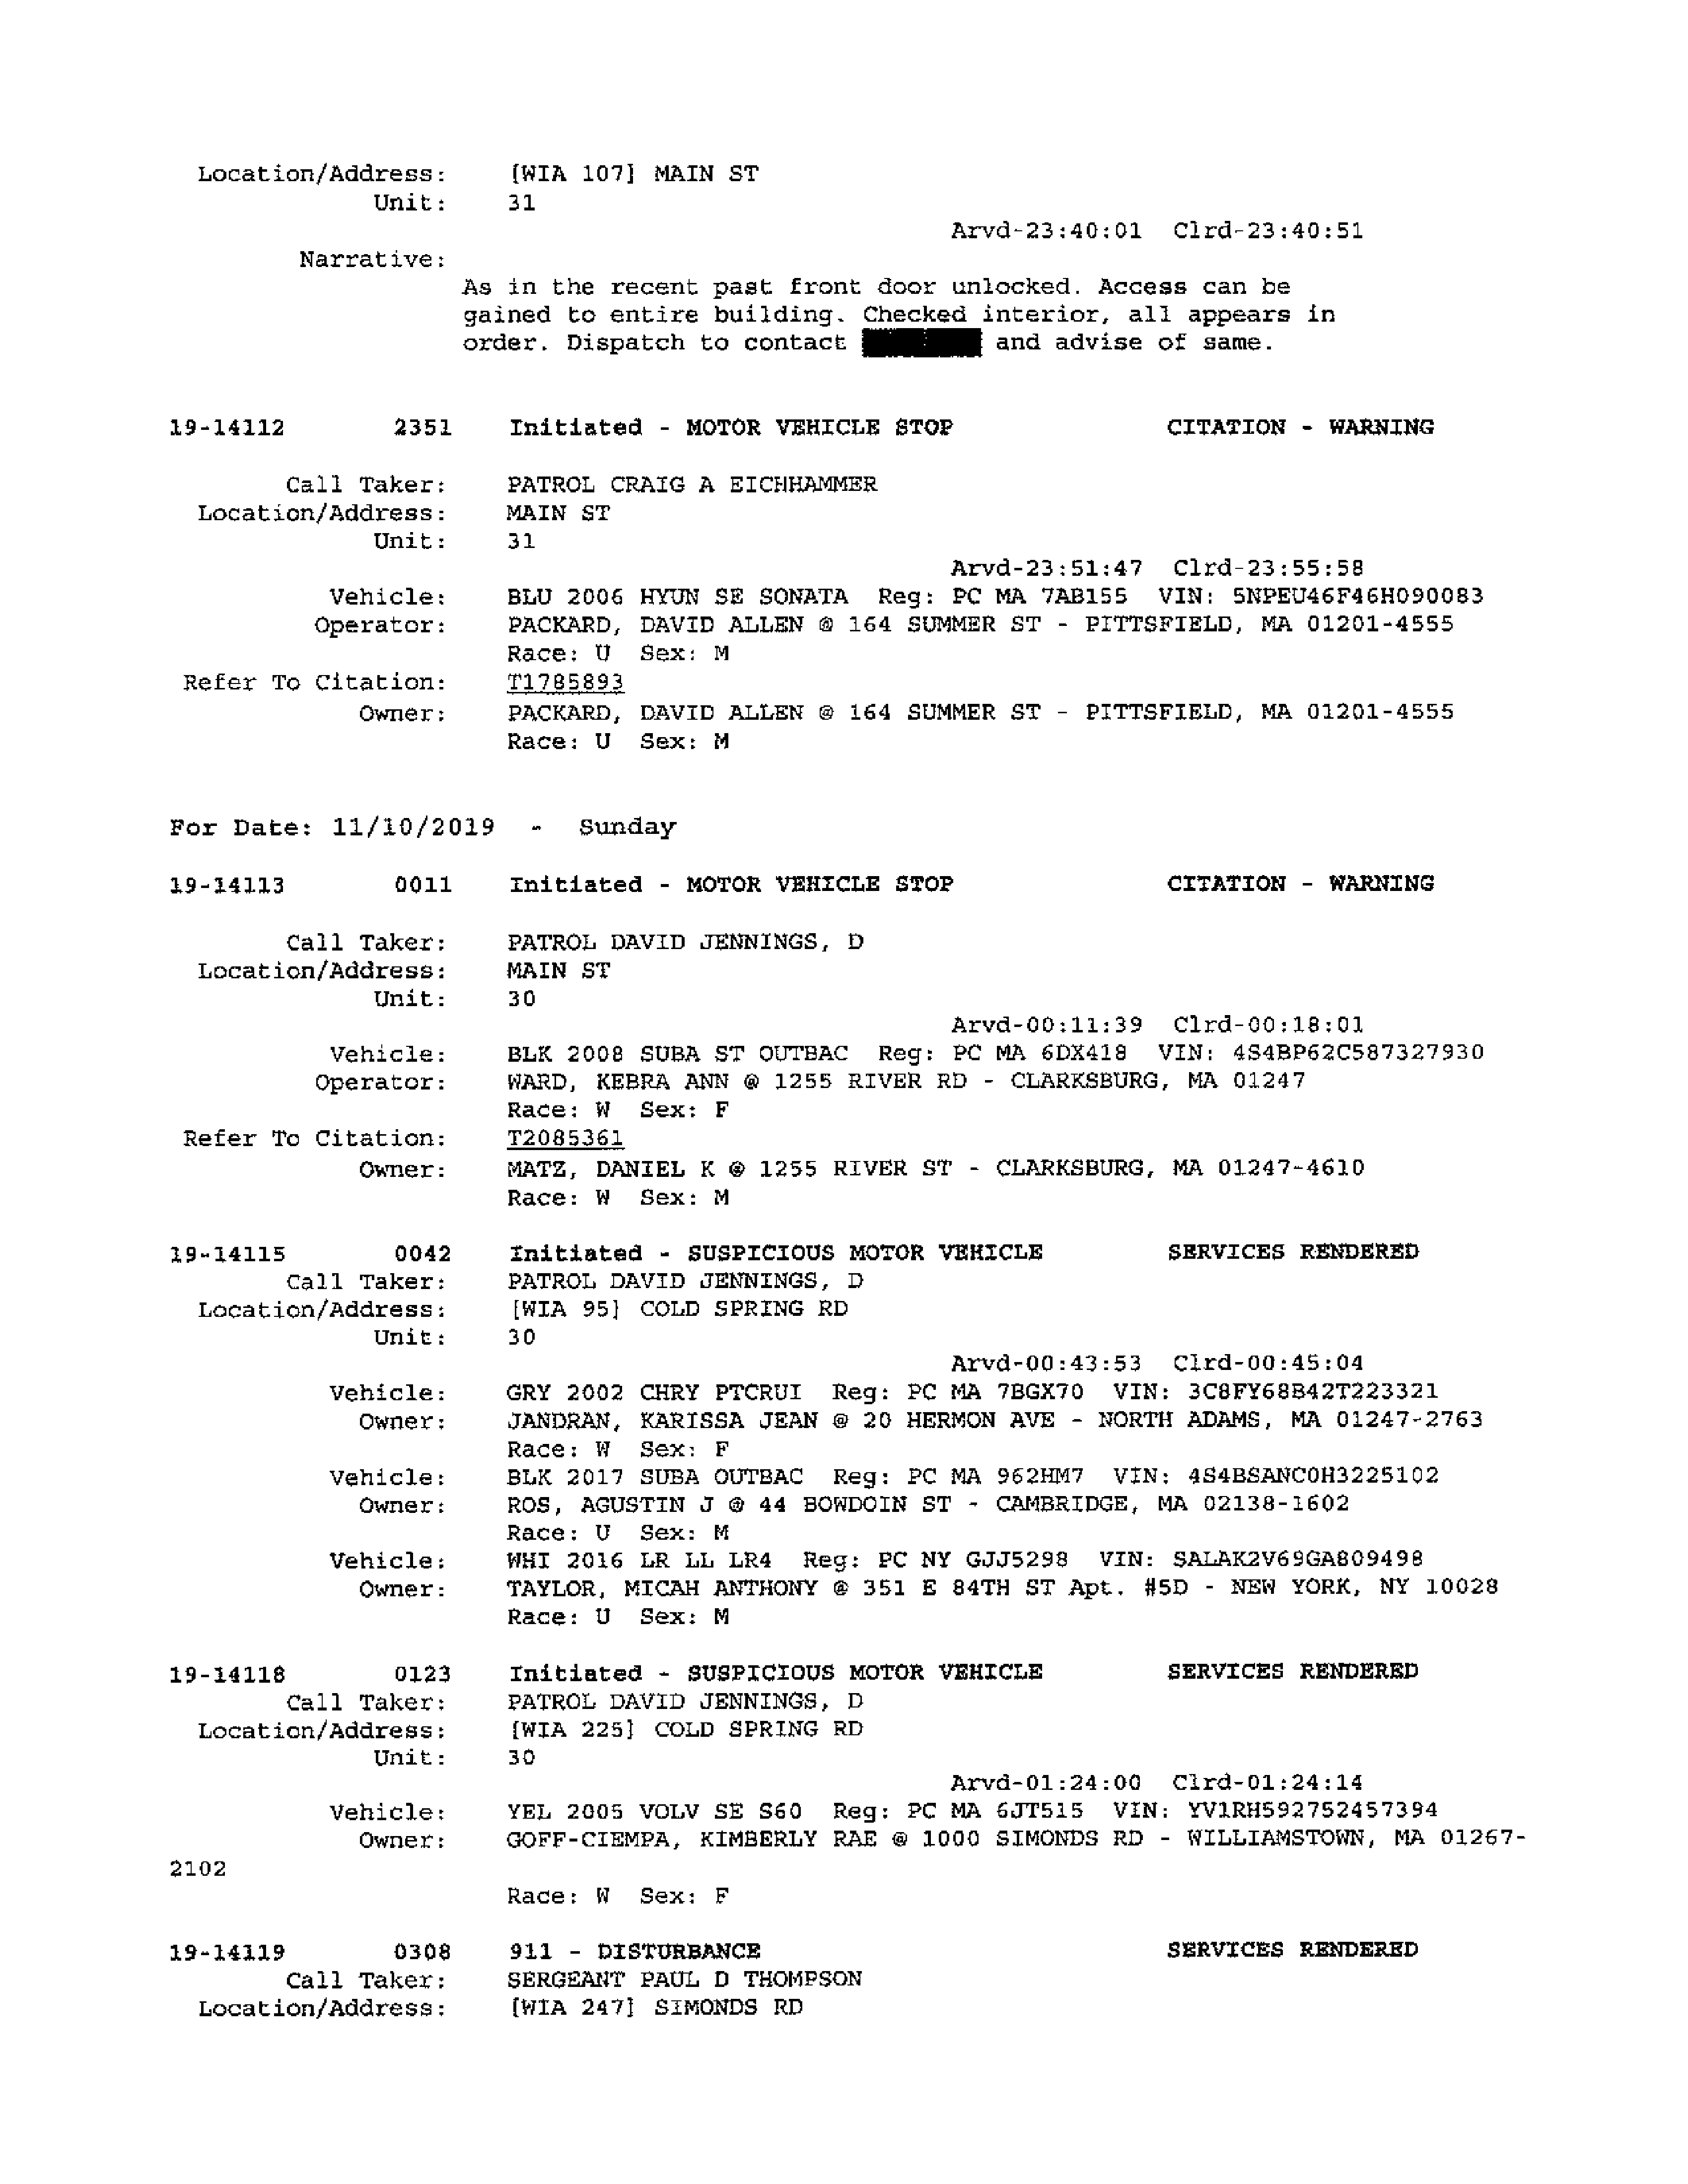 Location/Address: [WIA 107] MAIN ST
Unit: 31
Arvd-23:40:01 Clrd-23:40:51
Narrative:
As in the recent past front door unlocked. Access can be
gained to entire building. Checked interior, all appears in
order. Dispatch to contact and advise of same.
19-14112 2351 Initiated - MOTOR VEHICLE STOP CITATION - WARNING
Call Taker: PATROL CRAIG A EICHHAMMER
Location/Address: MAIN ST
Unit: 31
Arvd-23:51:47 Clrd-23:55:58
Vehicle: BLU 2006 HYUN SE SONATA Reg: PC MA 7AB155 VIN: 5NPEU46F46H090083
Operator: PACKARD, DAVID ALLEN @ 164 SUMMER ST - PITTSFIELD, MA 01201-4555
Race: U Sex: M
Refer To Citation: T1785893
Owner: PACKARD, DAVID ALLEN @ 164 SUMMER ST - PITTSFIELD, MA 01201-4555
Race: U Sex: M
For Date: 11/10/2019 - Sunday
19-14113 0011 Initiated - MOTOR VEHICLE STOP CITATION - WARNING
Call Taker: PATROL DAVID JENNINGS, D
Location/Address: MAIN ST
Unit: 30
Arvd-00:11:39 Clrd-00:18:01
Vehicle: BLK 2008 SUBA ST OUTBAC Reg: PC MA 6DX418 VIN: 4S4BP62C587327930
Operator: WARD, KEBRA ANN @ 1255 RIVER RD - CLARKSBURG, MA 01247
Race: W Sex: F
Refer To Citation: T2085361
Owner: MATZ, DANIEL K @ 1255 RIVER ST - CLARKSBURG, MA 01247-4610
Race: W Sex: M
19-14115 0042 Initiated - SUSPICIOUS MOTOR VEHICLE SERVICES RENDERED
Call Taker: PATROL DAVID JENNINGS, D
Location/Address: [WIA 95] COLD SPRING RD
Unit: 30
Arvd-00:43:53 Clrd-00:45:04
Vehicle: GRY 2002 CHRY PTCRUI Reg: PC MA 7BGX70 VIN: 3C8FY68B42T223321
Owner: JANDRAN, KARISSA JEAN @ 20 HERMON AVE - NORTH ADAMS, MA 01247-2763
Race: W Sex: F
Vehicle: BLK 2017 SUBA OUTBAC Reg: PC MA 962HM7 VIN: 4S4BSANC0H3225102
Owner: ROS, AGUSTIN J @ 44 BOWDOIN ST - CAMBRIDGE, MA 02138-1602
Race: U Sex: M
Vehicle: WHI 2016 LR LL LR4 Reg: PC NY GJJ5298 VIN: SALAK2V69GA809498
Owner: TAYLOR, MICAH ANTHONY @ 351 E 84TH ST Apt. #5D - NEW YORK, NY 10028
Race: U Sex: M
19-14118 0123 Initiated - SUSPICIOUS MOTOR VEHICLE SERVICES RENDERED
Call Taker: PATROL DAVID JENNINGS, D
Location/Address: [WIA 225] COLD SPRING RD
Unit: 30
Arvd-01:24:00 Clrd-01:24:14
Vehicle: YEL 2005 VOLV SE S60 Reg: PC MA 6JT515 VIN: YV1RH592752457394
Owner: GOFF-CIEMPA, KIMBERLY RAE @ 1000 SIMONDS RD - WILLIAMSTOWN, MA 01267-
2102
Race: W Sex: F
19-14119 0308 911 - DISTURBANCE SERVICES RENDERED
Call Taker: SERGEANT PAUL D THOMPSON
Location/Address: [WIA 247] SIMONDS RD